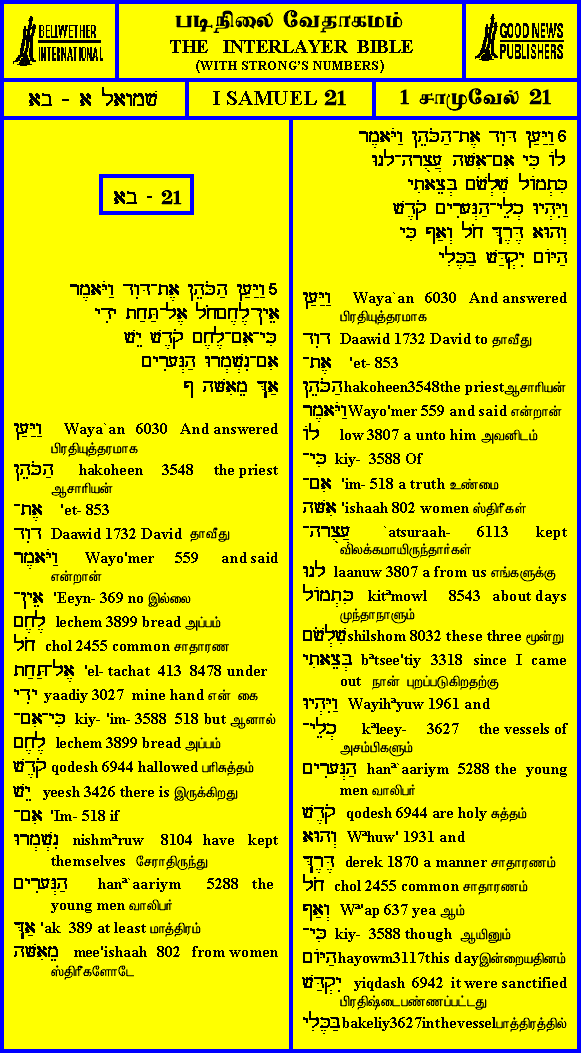 BELLWETHER
INTERNATIONAL
படிநிலை வேதாகமம்
THE INTERLAYER BIBLE
(WITH STRONG'S NUMBERS)
GOOD NEWS
PUBLISHERS
שמואל א - בא
I SAMUEL 21
1 சாமுவேல் 21
אב - 21
5 וַיַּעַן הַכֹּהֵן אֶת־דָּוִד וַיֹּאמֶר
אֵין־לֶחֶם חֹל אֶל־תַּחַת יָדִי
כִּי־אִם־לֶחֶם קֹדֶשׁ יֵשׁ
אִם־נִשְׁמְרוּ הַנְּעָרִים
אַךְ מֵאִשָּׁה ף
וַיַּעַן Waya`an 6030 And answered
பிரதியுத்தரமாக
הַכֹּהֵן hakoheen 3548 the priest
ஆசாரியன்
אֶת־ 'et- 853
דָּוִד Daawid 1732 David தாவீது
וַיֹּאמֶר Wayo'mer 559 and said
என்றான்
אֵין־ 'Eeyn- 369 no இல்லை
לֶחֶם lechem 3899 bread அப்பம்
חֹל chol 2455 common சாதாரண
אֶל־תַּחַת 'el- tachat 413 8478 under
יָדִי yaadiy 3027 mine hand என் கை
כִּי־אִם־ kiy- 'im- 3588 518 but ஆனால்
לֶחֶם lechem 3899 bread அப்பம்
קֹדֶשׁ qodesh 6944 hallowed பரிசுத்தம்
יֵשׁ yeesh 3426 there is இருக்கிறது
אִם־ 'Im- 518 if
נִשְׁמְרוּ nishmªruw 8104 have kept
themselves சேராதிருந்து
הַנְּעָרִים hanª`aariym 5288 the
young men வாலிபர்
אַךְ 'ak 389 at least மாத்திரம்
מֵאִשָּׁה mee'ishaah 802 from women
ஸ்திரீகளோடே
6 וַיַּעַן דָּוִד אֶת־הַכֹּהֵן וַיֹּאמֶר
לוֹ כִּי אִם־אִשָּׁה עֲצֻרָה־לָנוּ
כִּתְמוֹל שִׁלְשֹׁם בְּצֵאתִי
וַיִּהְיוּ כְלֵי־הַנְּעָרִים קֹדֶשׁ
וְהוּא דֶּרֶךְ חֹל וְאַף כִּי
הַיּוֹם יִקְדַּשׁ בַּכֶּלִי
וַיַּעַן Waya`an 6030 And answered
பிரதியுத்தரமாக
דָּוִד Daawid 1732 David to தாவீது
אֶת־ 'et- 853
הַכֹּהֵן hakoheen3548the priestஆசாரியன்
וַיֹּאמֶר Wayo'mer 559 and said என்றான்
לוֹ low 3807 a unto him அவனிடம்
כִּי־ kiy- 3588 Of
אִם־ 'im- 518 a truth உண்மை
אִשָּׁה 'ishaah 802 women ஸ்திரீகள்
עֲצֻרָה־ `atsuraah- 6113 kept
விலக்கமாயிருந்தார்கள்
לָנוּ laanuw 3807 a from us எங்களுக்கு
כִּתְמוֹל kitªmowl 8543 about days
முந்தாநாளும்
שִׁלְשֹׁם shilshom 8032 these three மூன்று
בְּצֵאתִי bªtsee'tiy 3318 since I came
out நான் புறப்படுகிறதற்கு
וַיִּהְיוּ Wayihªyuw 1961 and
כְלֵי־ kªleey- 3627 the vessels of
அசம்பிகளும்
הַנְּעָרִים hanª`aariym 5288 the young
men வாலிபர்
קֹדֶשׁ qodesh 6944 are holy சுத்தம்
וְהוּא Wªhuw' 1931 and
דֶּרֶךְ derek 1870 a manner சாதாரணம்
חֹל chol 2455 common சாதாரணம்
וְאַף Wª'ap 637 yea ஆம்
כִּי־ kiy- 3588 though ஆயினும்
הַיּוֹם hayowm3117this dayஇன்றையதினம்
יִקְדַּשׁ yiqdash 6942 it were sanctified
பிரதிஷ்டைபண்ணப்பட்டது
בַּכֶּלִי bakeliy3627inthevesselபாத்திரத்தில்